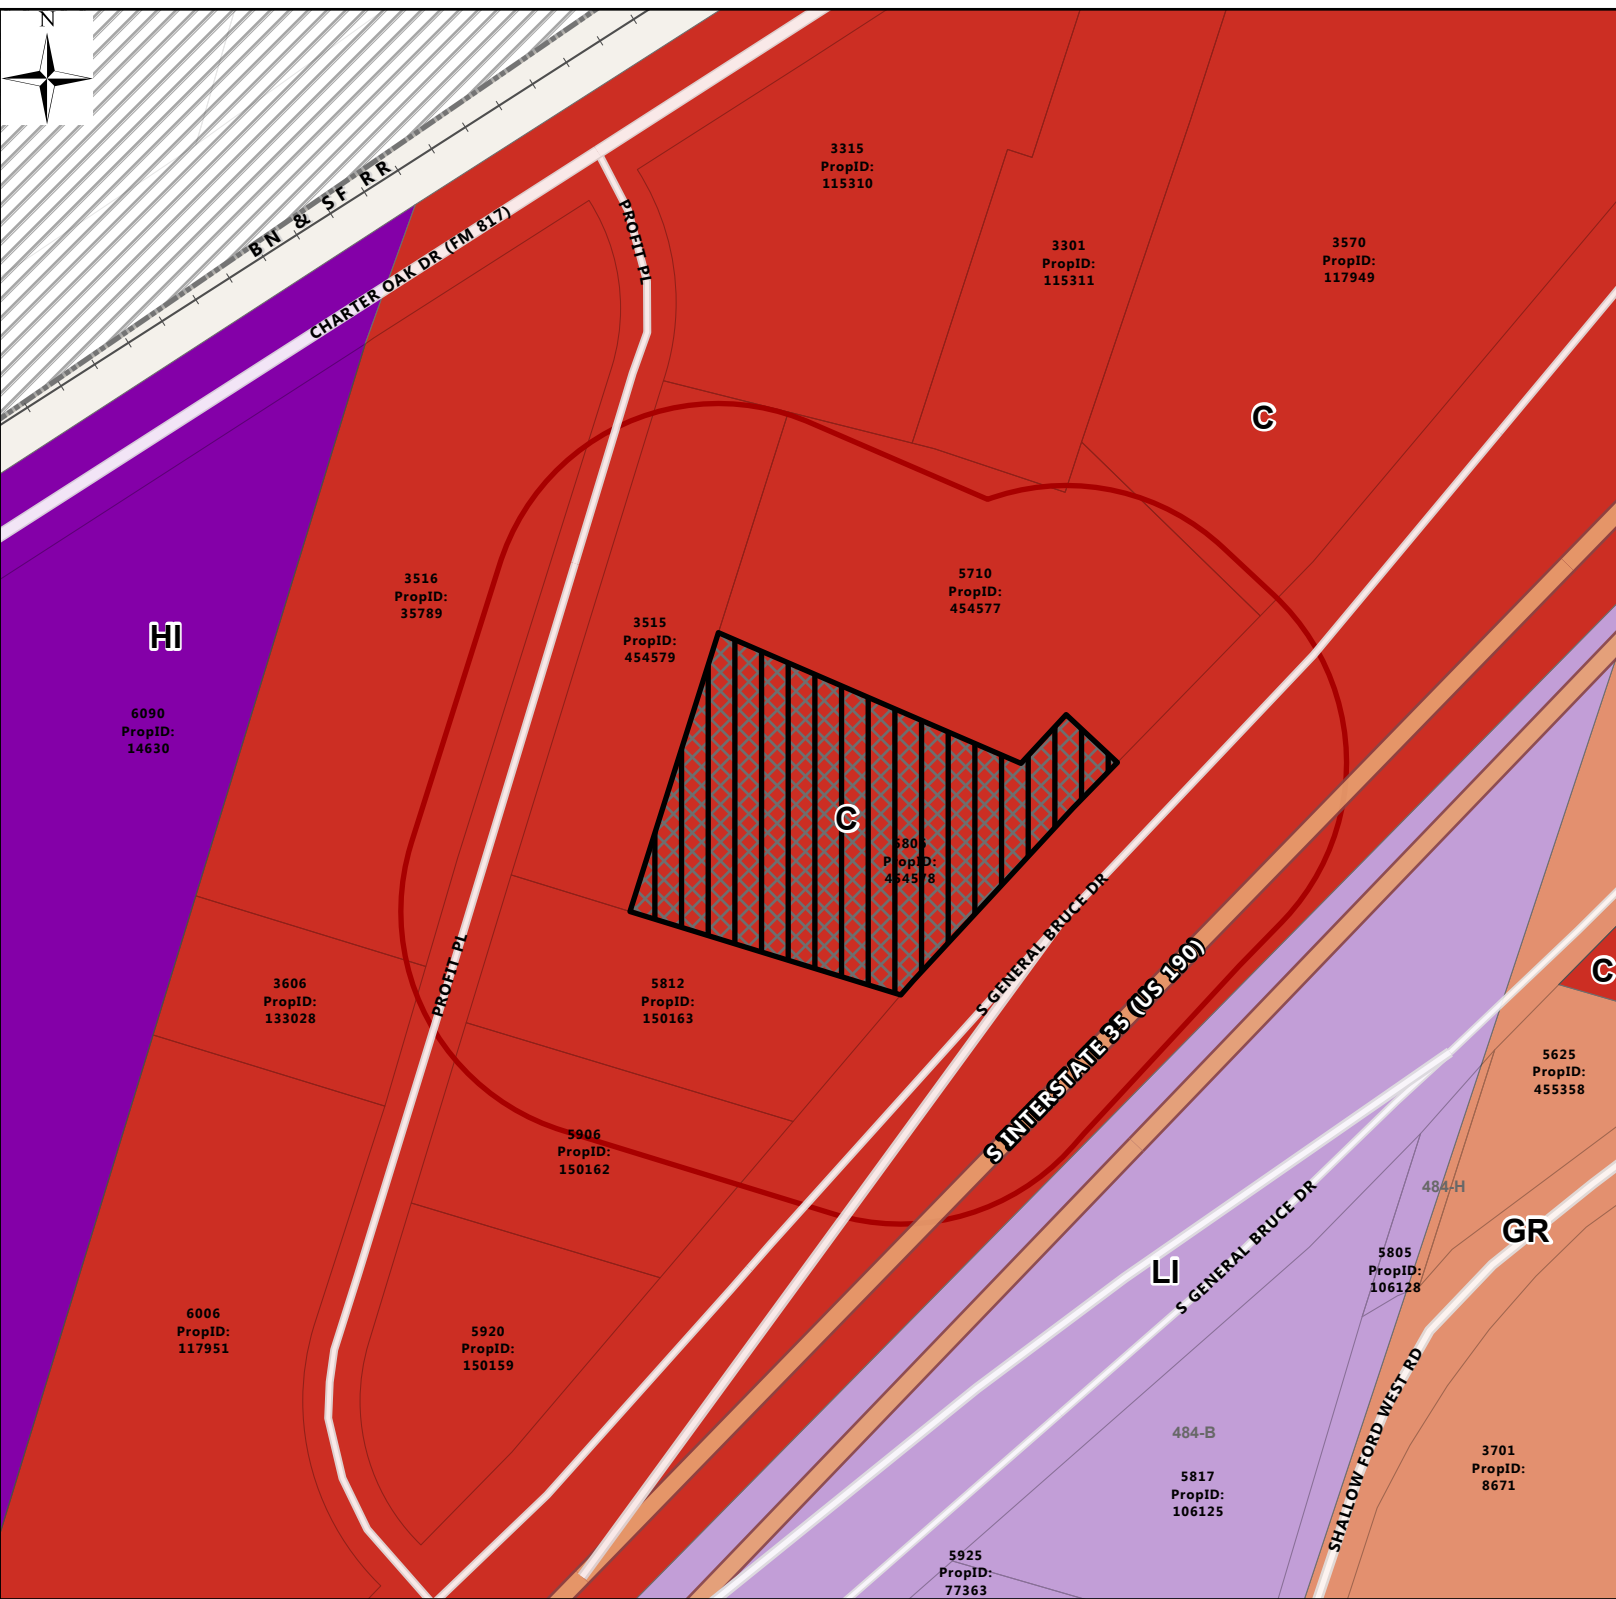 N
BN & SF RR
CHARTER OAK DR (FM 817)
PROFIT PL
3315
PropID:
115310
3301
PropID:
115311
3570
PropID:
117949
C
3516
PropID:
35789
HI
6090
PropID:
14630
3515
PropID:
454579
5710
PropID:
454577
C
PropID:
454578
S GENERAL BRUCE DR
S INTERSTATE 35 (US 190)
PROFIT PL
3606
PropID:
133028
5812
PropID:
150163
C
5625
PropID:
455358
5906
PropID:
150162
484-H
GR
LI
S GENERAL BRUCE DR
5805
PropID:
106128
6006
PropID:
117951
5920
PropID:
150159
SHALLOW FORD WEST RD
484-B
5817
PropID:
106125
3701
PropID:
8671
5925
PropID:
77363